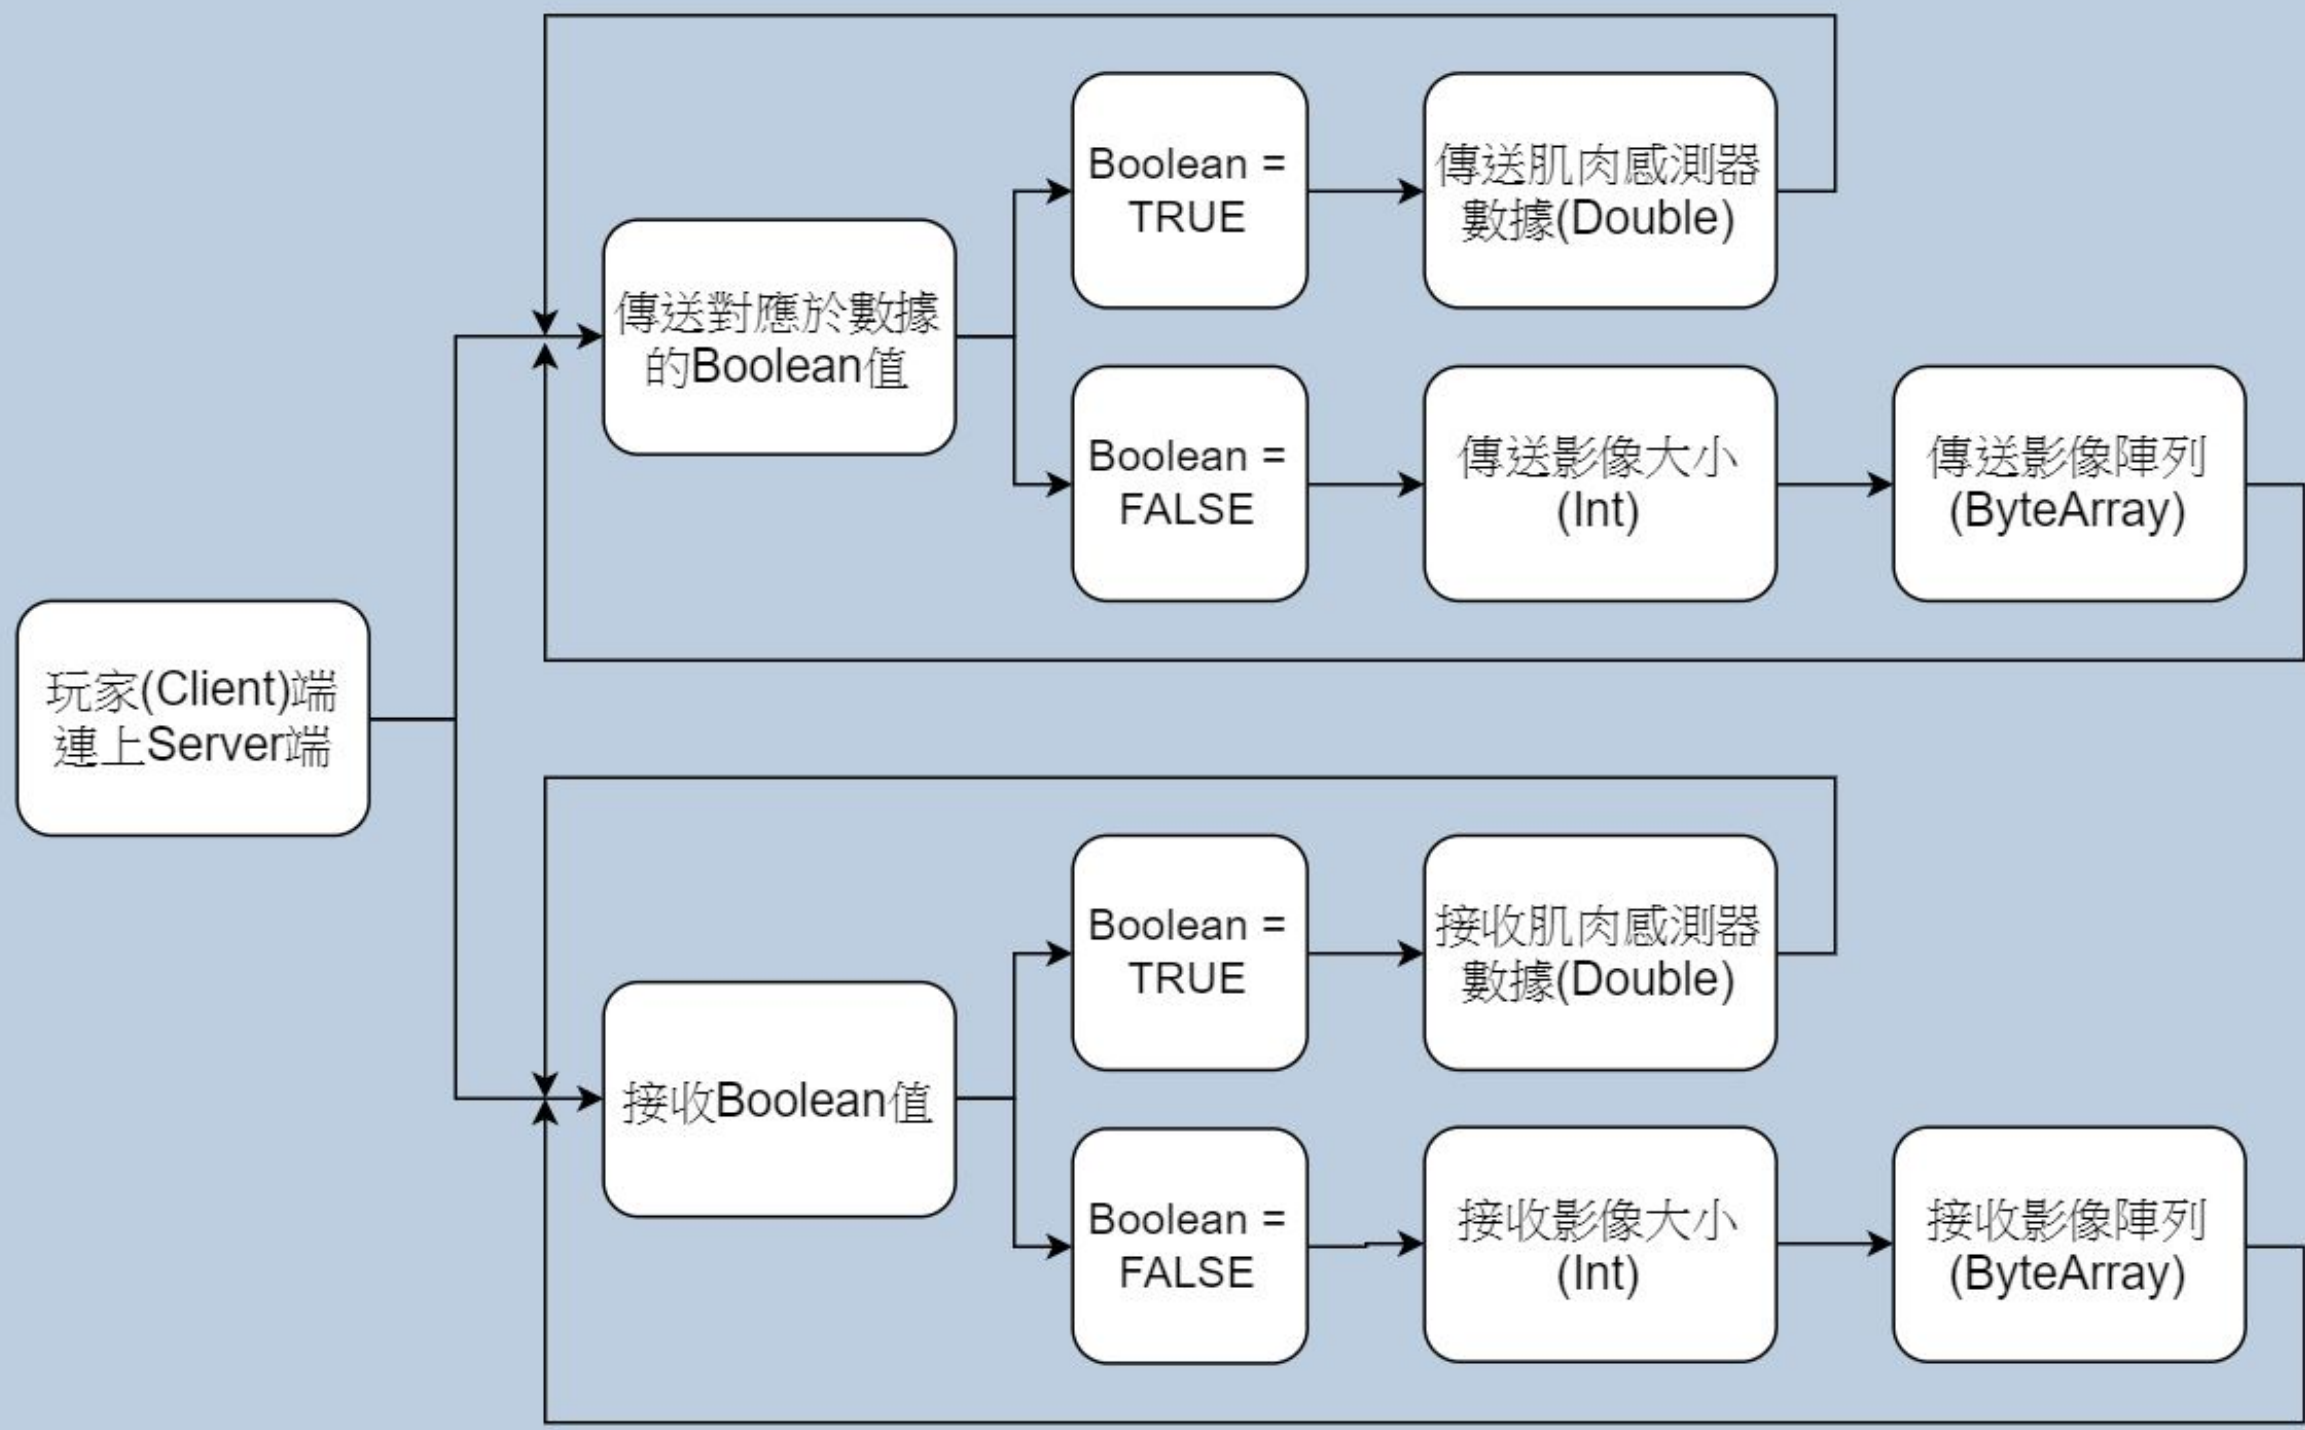 玩家(Client)端
連上Server端
傳送對應於數據
的Boolean值
Boolean =
TRUE
傳送肌肉感測器
數據(Double)
Boolean =
FALSE
傳送影像大小
(Int)
傳送影像陣列
(ByteArray)
接收Boolean值
Boolean =
TRUE
接收肌肉感測器
數據(Double)
Boolean =
FALSE
接收影像大小
(Int)
接收影像陣列
(ByteArray)